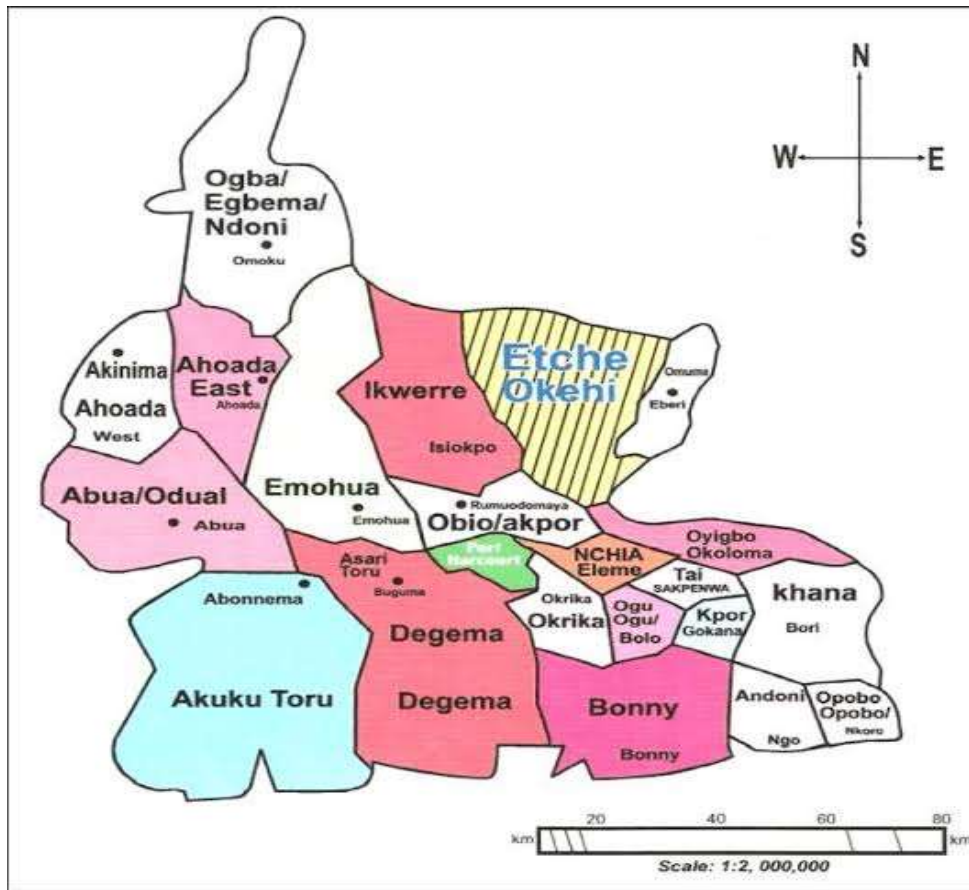 N
W
E
S
Ogba/
Egbema/
Ndoni
Omoku
Akinima
Ahoada
West
Ahoada
East
Ahoada
Ikwerre
Isiokpo
Etche
Okehi
Omuma
Eberi
Abua/Odual
Abua
Emohua
Emohua
Rumuodomaya
Obio/akpor
Port
Harcourt
NCHIA
Eleme
Oyigbo
Okoloma
Asari
Toru
Buguma
Abonnema
Akuku Toru
Degema
Degema
Okrika
Okrika
Ogu
Ogu/
Bolo
Tai
SAKPENWA
Kpor
Gokana
khana
Bori
Bonny
Bonny
Andoni
Ngo
Opobo
Opobo/
Nkoro
km 20 40 60 80 km
Scale: 1:2, 000,000